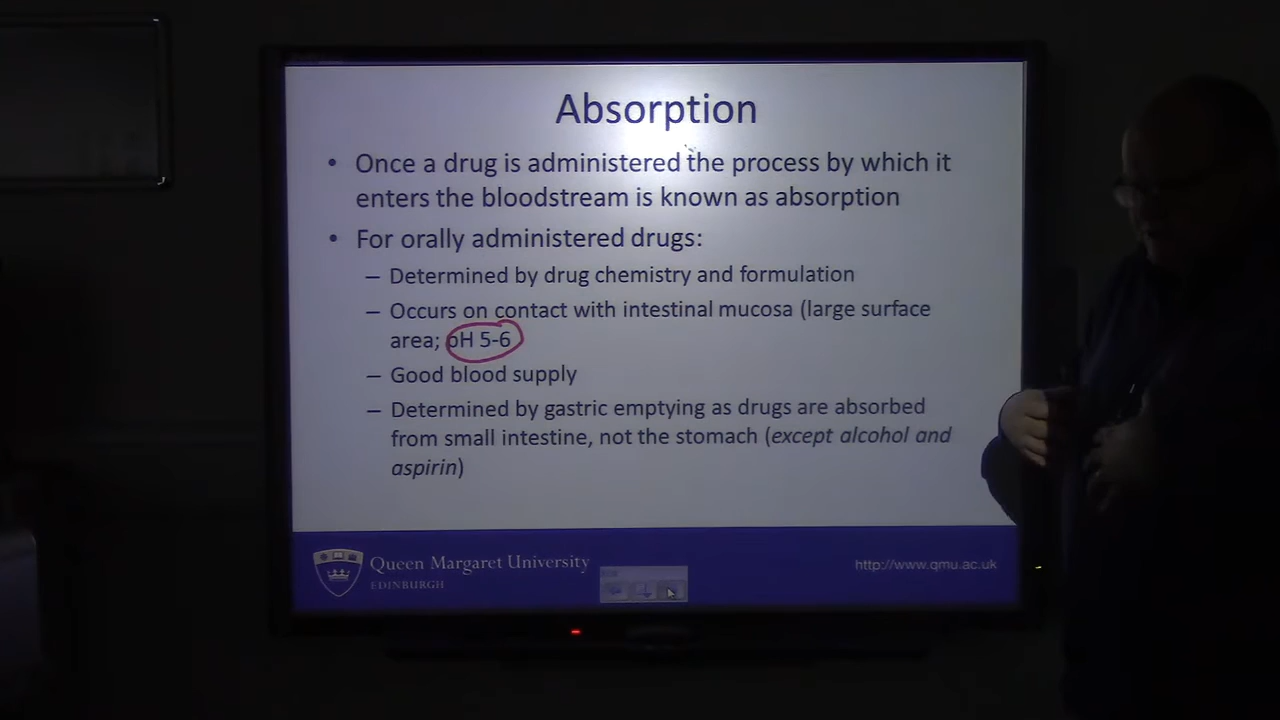 Absorption
• Once a drug is administered the process by which it
enters the bloodstream is known as absorption
• For orally administered drugs:
– Determined by drug chemistry and formulation
– Occurs on contact with intestinal mucosa (large surface
area; pH 5-6
– Good blood supply
– Determined by gastric emptying as drugs are absorbed
from small intestine, not the stomach (except alcohol and
aspirin)
Queen Margaret University
EDINBURGH
http://www.qmu.ac.uk